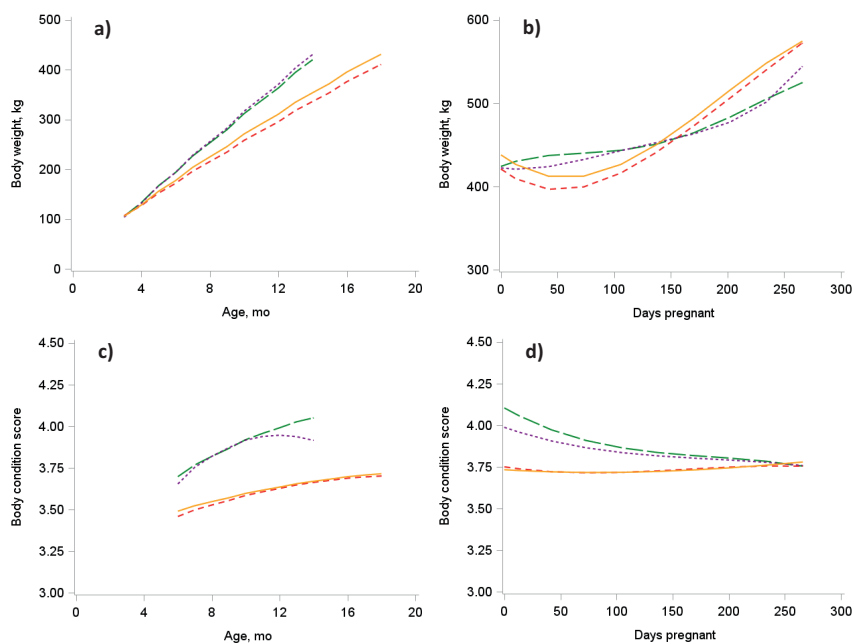 a)
500
400
300
200
100
0
Body weight, kg
0 4 8 12 16 20
Age, mo
b)
600
500
400
300
Body weight, kg
0 50 100 150 200 250 300
Days pregnant
c)
4.50
4.25
4.00
3.75
3.50
3.25
3.00
Body condition score
0 4 8 12 16 20
Age, mo
d)
4.50
4.25
4.00
3.75
3.50
3.25
3.00
Body condition score
0 50 100 150 200 250 300
Days pregnant